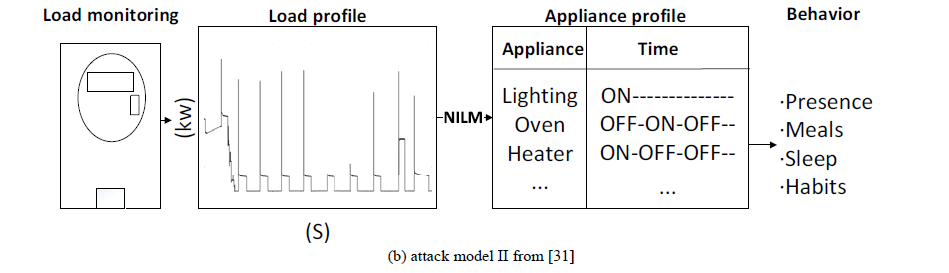 Load monitoring
Load profile
Appliance profile
Behavior
(kw)
(S)
NILM
Appliance Time
Lighting ON--------------
Oven OFF-ON-OFF--
Heater ON-OFF-OFF--
... ...
·Presence
·Meals
·Sleep
·Habits
(b) attack model II from [31]